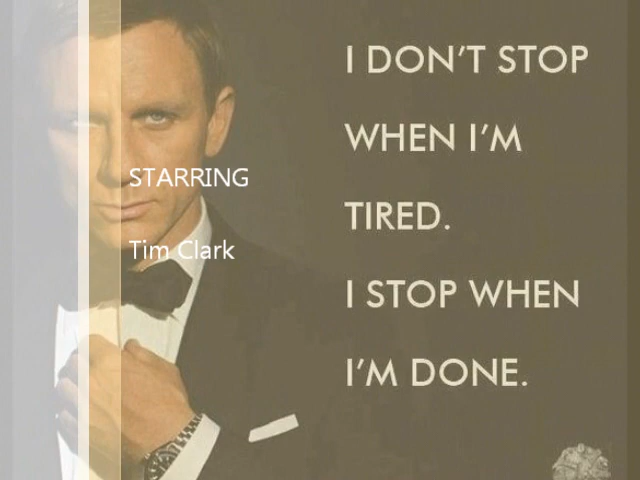 I DON'T STOP
WHEN I'M
TIRED.
I STOP WHEN
I'M DONE.
STARRING
Tim Clark